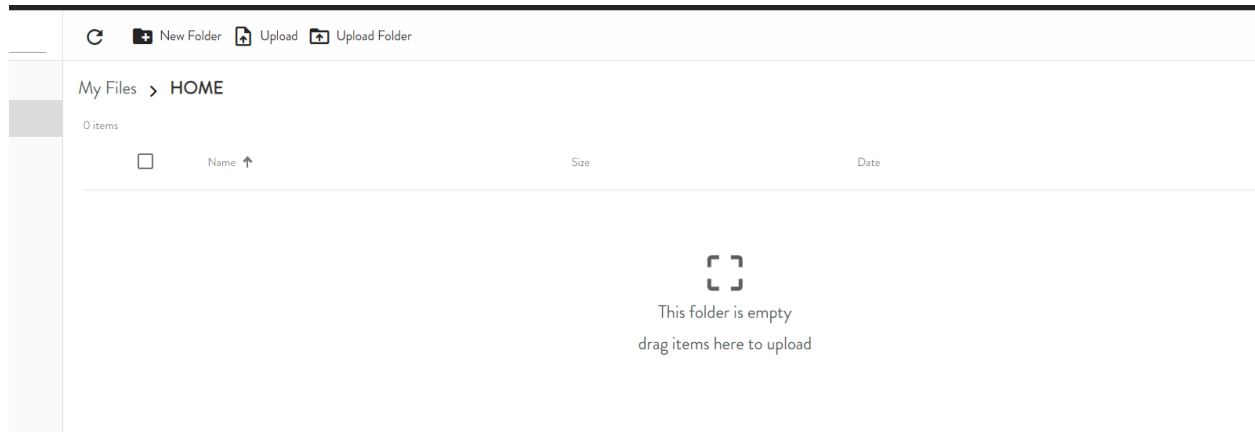 New Folder Upload Upload Folder
My Files > HOME
0 items
Name Size Date
This folder is empty
drag items here to upload